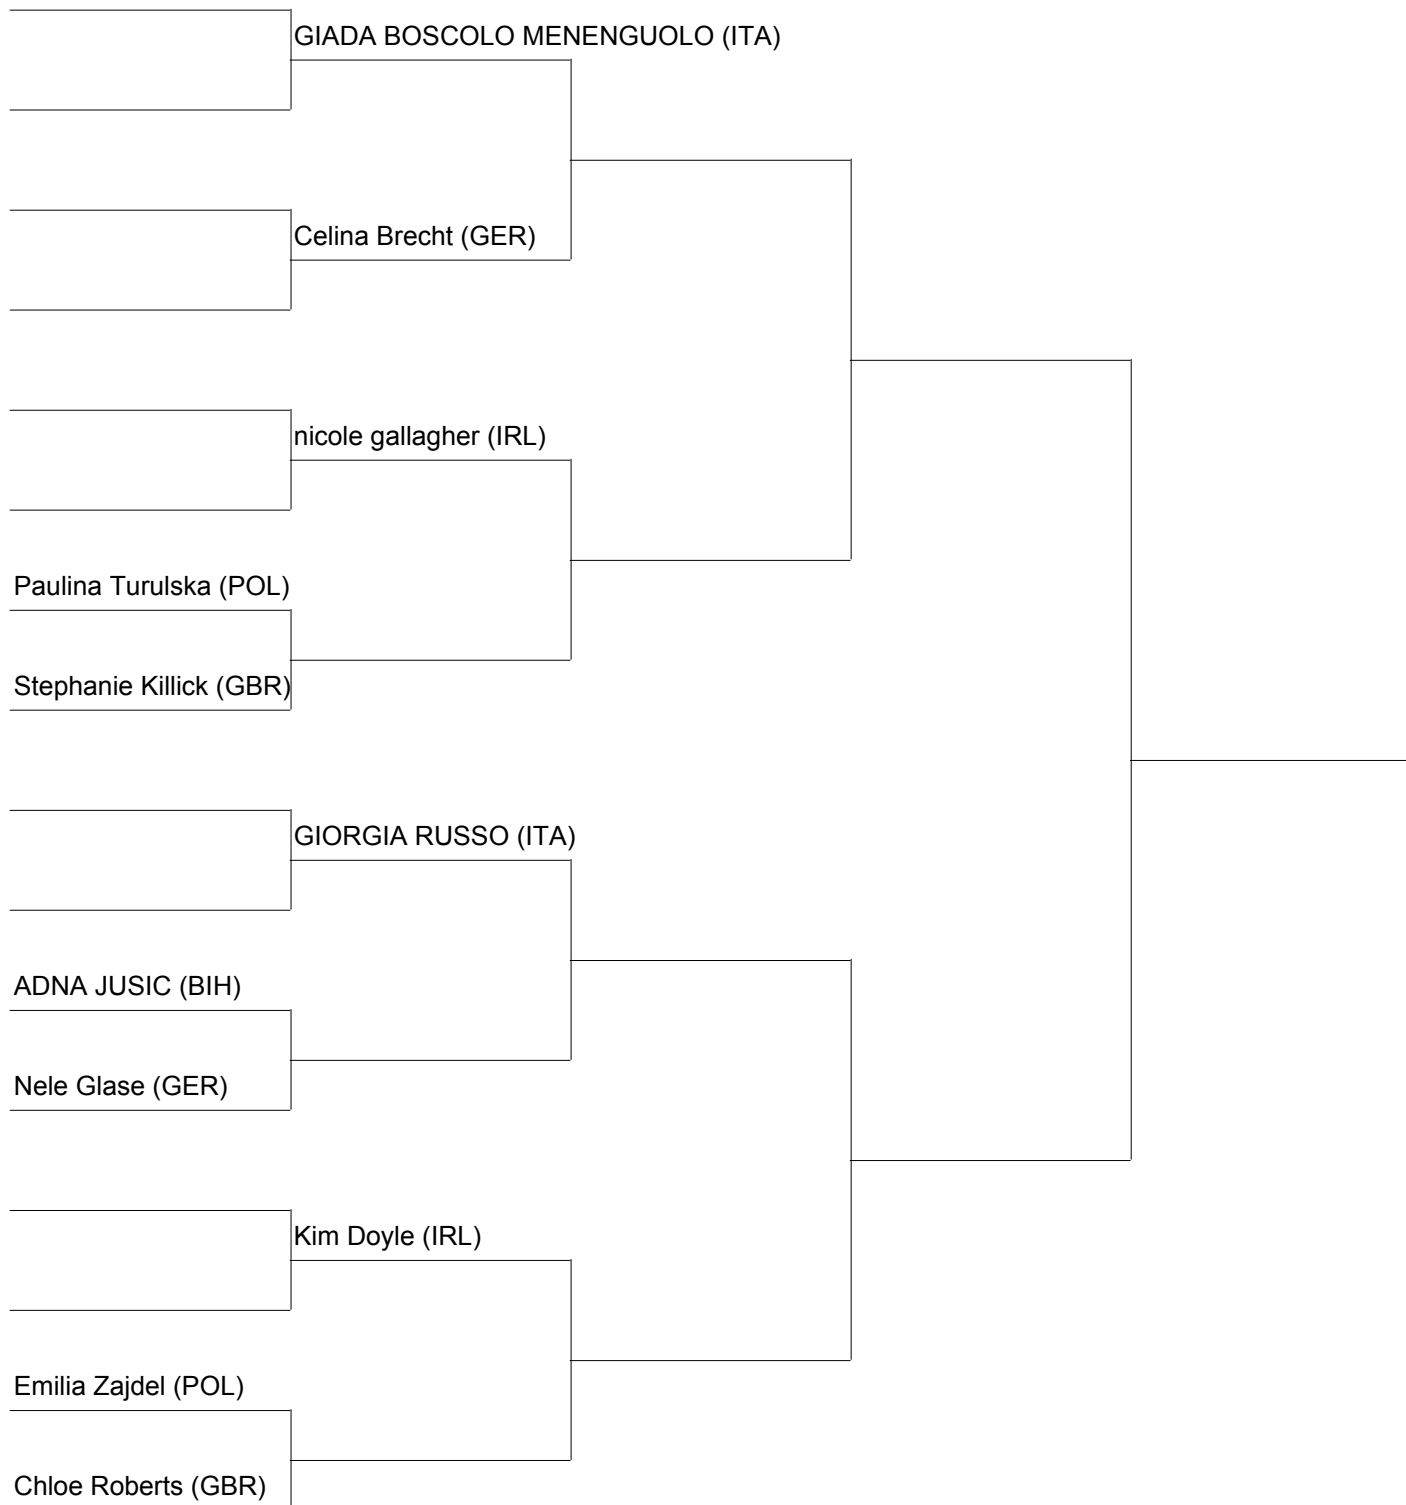 GIADA BOSCOLO MENENGUOLO (ITA)
Celina Brecht (GER)
nicole gallagher (IRL)
Paulina Turulska (POL)
Stephanie Killick (GBR)
GIORGIA RUSSO (ITA)
ADNA JUSIC (BIH)
Nele Glase (GER)
Kim Doyle (IRL)
Emilia Zajdel (POL)
Chloe Roberts (GBR)